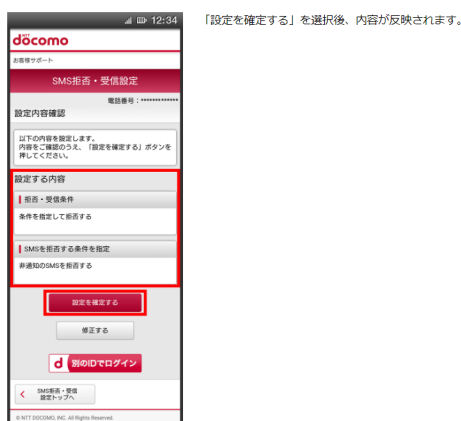 12:34
「設定を確定する」を選択後、内容が反映されます。
NTT
döcomo
お客様サポート
SMS拒否・受信設定
電話番号：*************
設定内容確認
以下の内容を設定します。
内容をご確認のうえ、「設定を確定する」ボタンを
押してください。
設定する内容
拒否・受信条件
条件を指定して拒否する
SMSを拒否する条件を指定
非通知のSMSを拒否する
設定を確定する
修正する
d 別のIDでログイン
SMS拒否・受信
設定トップへ
© NTT DOCOMO, INC. All Rights Reserved.